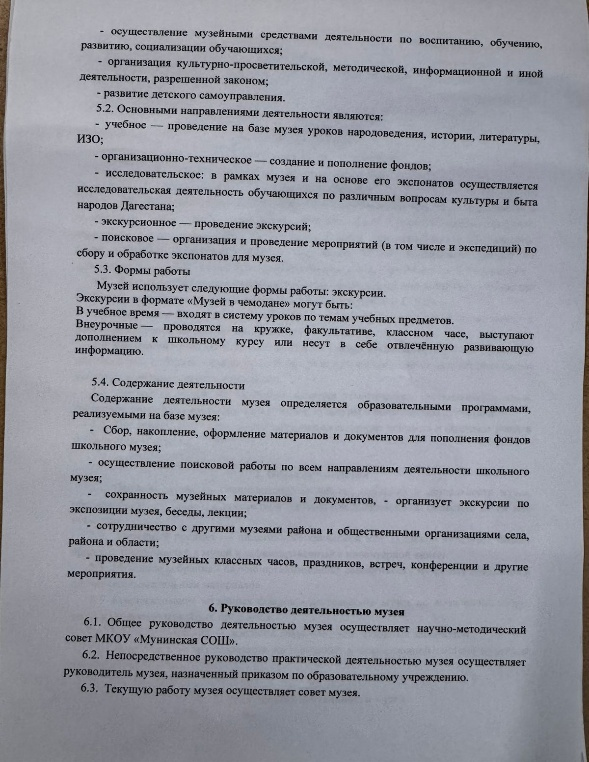 - осуществление музейными средствами деятельности по воспитанию, обучению,
развитию, социализации обучающихся;
- организация культурно-просветительской, методической, информационной и иной
деятельности, разрешенной законом;
- развитие детского самоуправления.
5.2. Основными направлениями деятельности являются:
- учебное — проведение на базе музея уроков народоведения, истории, литературы,
ИЗО;
- организационно-техническое — создание и пополнение фондов;
- исследовательское: в рамках музея и на основе его экспонатов осуществляется
исследовательская деятельность обучающихся по различным вопросам культуры и быта
народов Дагестана;
- экскурсионное — проведение экскурсий;
- поисковое — организация и проведение мероприятий (в том числе и экспедиций) по
сбору и обработке экспонатов для музея.
5.3. Формы работы
Музей использует следующие формы работы: экскурсии.
Экскурсии в формате «Музей в чемодане» могут быть:
В учебное время — входят в систему уроков по темам учебных предметов.
Внеурочные — проводятся на кружке, факультативе, классном часе, выступают
дополнением к школьному курсу или несут в себе отвлечённую развивающую
информацию.
5.4. Содержание деятельности
Содержание деятельности музея определяется образовательными программами,
реализуемыми на базе музея:
- Сбор, накопление, оформление материалов и документов для пополнения фондов
школьного музея;
- осуществление поисковой работы по всем направлениям деятельности школьного
музея;
- сохранность музейных материалов и документов, - организует экскурсии по
экспозиции музея, беседы, лекции;
- сотрудничество с другими музеями района и общественными организациями села,
района и области;
- проведение музейных классных часов, праздников, встреч, конференции и другие
мероприятия.
6. Руководство деятельностью музея
6.1. Общее руководство деятельностью музея осуществляет научно-методический
совет МКОУ «Мунинская СОШ».
6.2. Непосредственное руководство практической деятельностью музея осуществляет
руководитель музея, назначенный приказом по образовательному учреждению.
6.3. Текущую работу музея осуществляет совет музея.